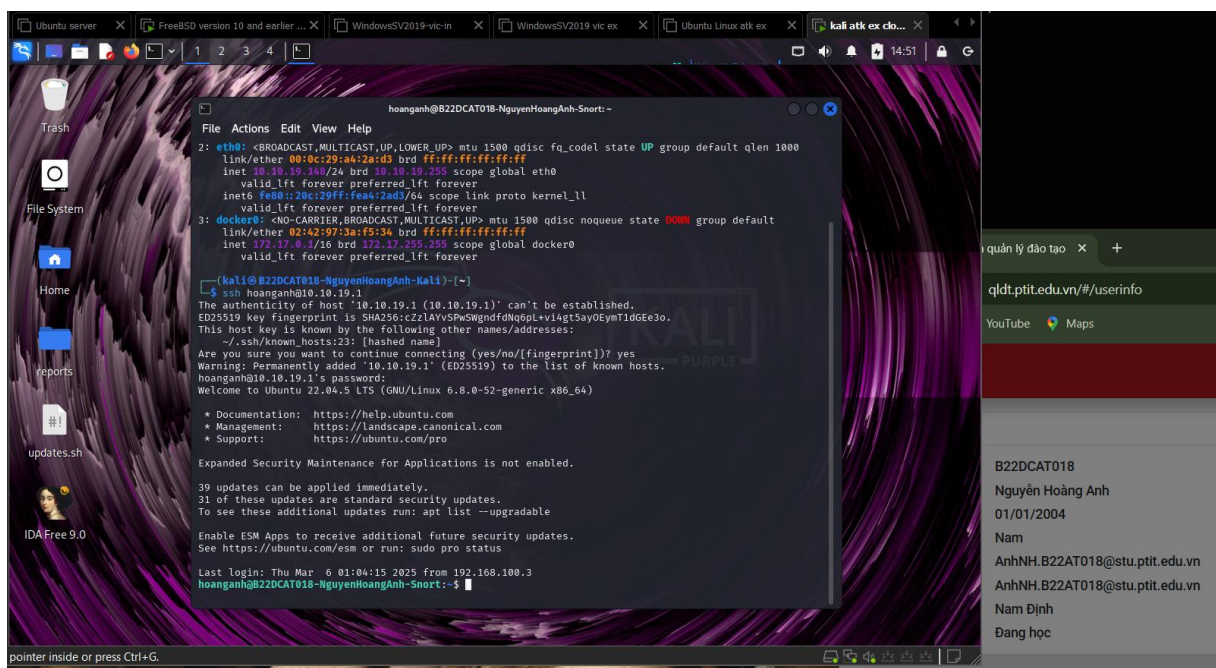 Ubuntu server
FreeBSD version 10 and earlier ...
WindowsSV2019-vic-in
WindowsSV2019 vic ex
Ubuntu Linux atk ex
kali atk ex clo...
1 2 3 4
14:51
Trash
File System
Home
reports
updates.sh
IDA Free 9.0
hoanganh@B22DCAT018-NguyenHoangAnh-Snort: ~
File Actions Edit View Help
2: eth0: <BROADCAST,MULTICAST,UP,LOWER_UP> mtu 1500 qdisc fq_codel state UP group default qlen 1000
link/ether 00:0c:29:a4:2a:d3 brd ff:ff:ff:ff:ff:ff
inet 10.10.19.148/24 brd 10.10.19.255 scope global eth0
valid_lft forever preferred_lft forever
inet6 fe80::20c:29ff:fea4:2ad3/64 scope link proto kernel_ll
valid_lft forever preferred_lft forever
3: docker0: <NO-CARRIER,BROADCAST,MULTICAST,UP> mtu 1500 qdisc noqueue state DOWN group default
link/ether 02:42:97:3a:f5:34 brd ff:ff:ff:ff:ff:ff
inet 172.17.0.1/16 brd 172.17.255.255 scope global docker0
valid_lft forever preferred_lft forever
(kali㉿B22DCAT018-NguyenHoangAnh-Kali)-[~]
$ ssh hoanganh@10.10.19.1
The authenticity of host '10.10.19.1 (10.10.19.1)' can't be established.
ED25519 key fingerprint is SHA256:cZzlAYvSPwSWgndfdNq6pL+vi4gt5ayOEymT1dGEe3o.
This host key is known by the following other names/addresses:
~/.ssh/known_hosts:23: [hashed name]
Are you sure you want to continue connecting (yes/no/[fingerprint])? yes
Warning: Permanently added '10.10.19.1' (ED25519) to the list of known hosts.
hoanganh@10.10.19.1's password:
Welcome to Ubuntu 22.04.5 LTS (GNU/Linux 6.8.0-52-generic x86_64)
* Documentation: https://help.ubuntu.com
* Management: https://landscape.canonical.com
* Support: https://ubuntu.com/pro
Expanded Security Maintenance for Applications is not enabled.
39 updates can be applied immediately.
31 of these updates are standard security updates.
To see these additional updates run: apt list --upgradable
Enable ESM Apps to receive additional future security updates.
See https://ubuntu.com/esm or run: sudo pro status
Last login: Thu Mar 6 01:04:15 2025 from 192.168.100.3
hoanganh@B22DCAT018-NguyenHoangAnh-Snort:~$
KALI
PURPLE
pointer inside or press Ctrl+G.
quản lý đào tạo
qldt.ptit.edu.vn/#/userinfo
YouTube
Maps
B22DCAT018
Nguyễn Hoàng Anh
01/01/2004
Nam
AnhNH.B22AT018@stu.ptit.edu.vn
AnhNH.B22AT018@stu.ptit.edu.vn
Nam Định
Đang học